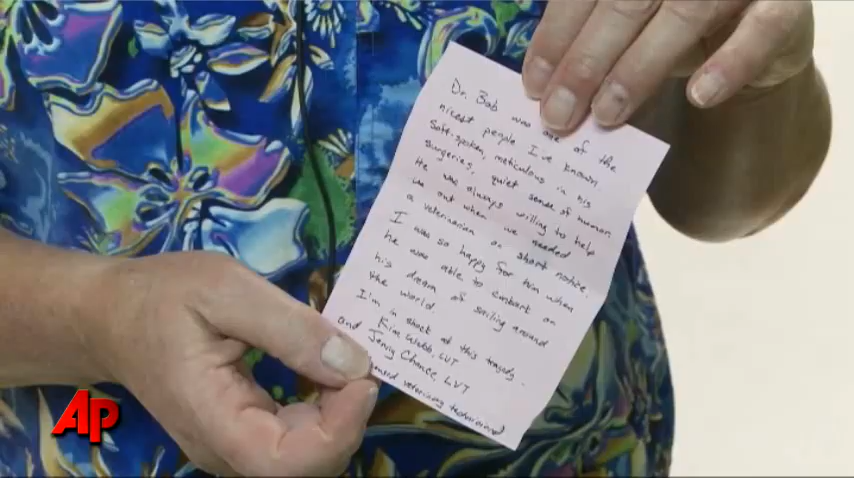 Dr. Bob was one of the
nicest people I've known.
Soft-spoken, meticulous in his
surgeries, quiet sense of humor.
He was always willing to help
us out when we needed
a veterinarian on short notice.
I was so happy for him when
he was able to embark on
his dream of sailing around
the world.
I'm in shock at this tragedy.
Kim Webb, LVT
and Jenny Chance, LVT
veterinary
AP